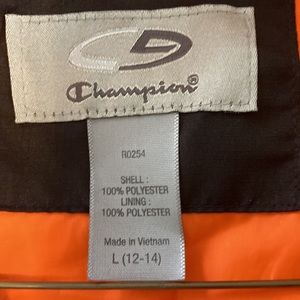 Champion®
R0254
SHELL :
100% POLYESTER
LINING :
100% POLYESTER
Made in Vietnam
L (12-14)